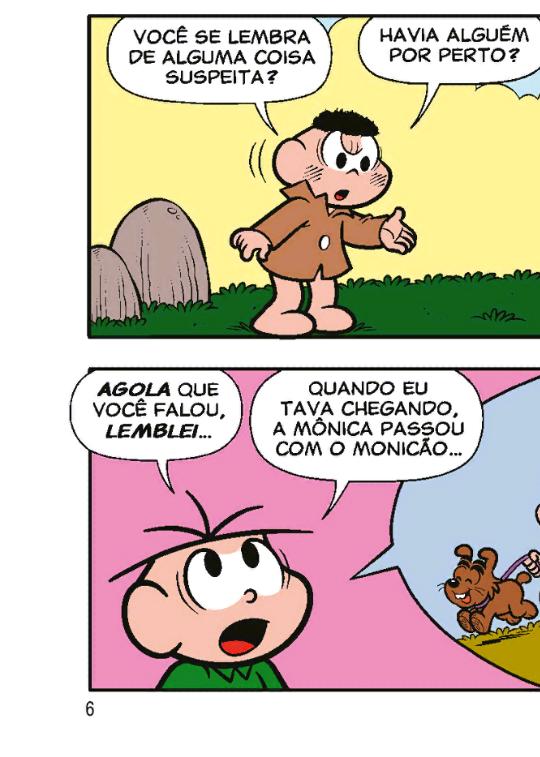 VOCÊ SE LEMBRA
DE ALGUMA COISA
SUSPEITA?
HAVIA ALGUÉM
POR PERTO?
AGOLA QUE
VOCÊ FALOU,
LEMBLEI...
QUANDO EU
TAVA CHEGANDO,
A MÔNICA PASSOU
COM O MONICÃO...
6